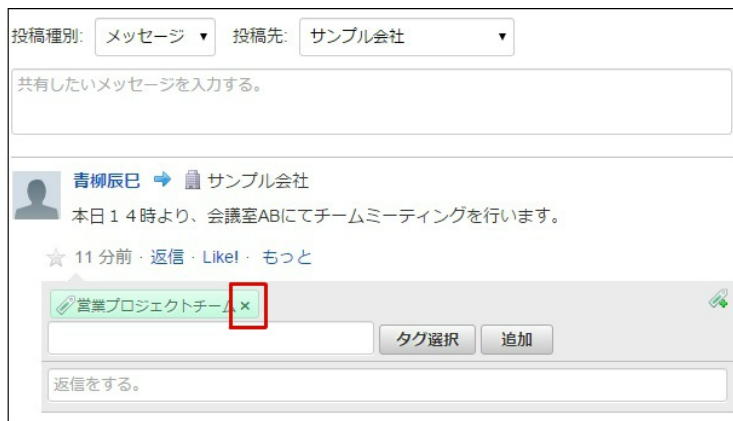 投稿種別: メッセージ 投稿先: サンプル会社
共有したいメッセージを入力する。
青柳辰巳 サンプル会社
本日１４時より、会議室ABにてチームミーティングを行います。
11 分前 · 返信 · Like! · もっと
営業プロジェクトチーム ×
タグ選択 追加
返信をする。